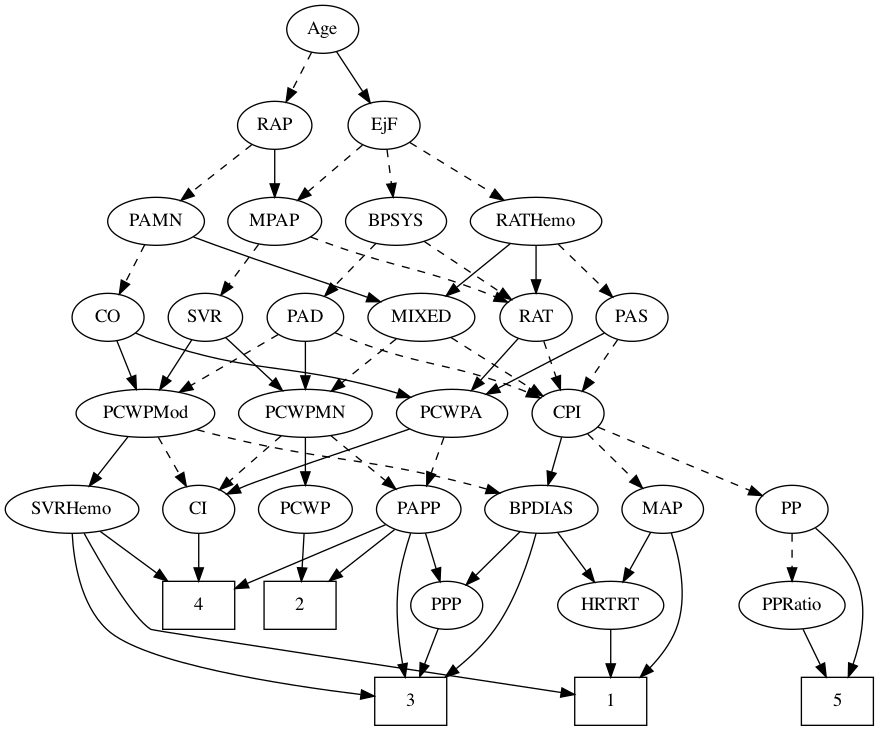 Age
RAP EjF
PAMN MPAP BPSYS RATHemo
CO SVR PAD MIXED RAT PAS
PCWPMod PCWPMN PCWPA CPI
SVRHemo CI PCWP PAPP BPDIAS MAP PP
4 2 PPP HRTRT PPRatio
3 1 5